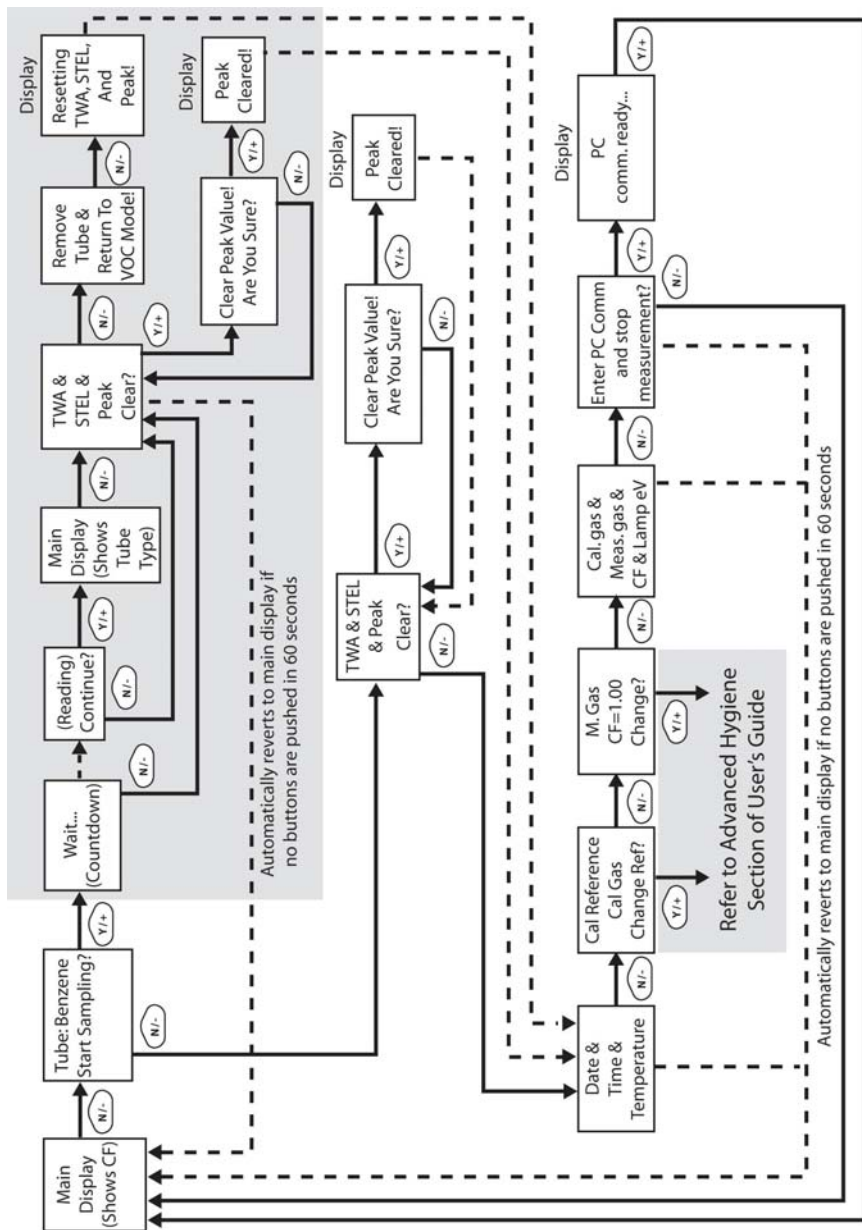 Main
Display
(Shows CF)
N/-
Tube: Benzene
Start Sampling?
Y/+
N/-
Wait...
(Countdown)
N/-
(Reading)
Continue?
Y/+
N/-
Main
Display
(Shows
Tube
Type)
N/-
TWA &
STEL &
Peak
Clear?
N/-
Y/+
Remove
Tube &
Return To
VOC Mode!
N/-
Display
Resetting
TWA, STEL,
And
Peak!
Clear Peak Value!
Are You Sure?
Y/+
N/-
Display
Peak
Cleared!
Automatically reverts to main display if
no buttons are pushed in 60 seconds
TWA & STEL
& Peak
Clear?
Y/+
N/-
Clear Peak Value!
Are You Sure?
Y/+
N/-
Display
Peak
Cleared!
Date &
Time &
Temperature
N/-
Cal Reference
Cal Gas
Change Ref?
N/-
Y/+
M. Gas
CF=1.00
Change?
N/-
Y/+
Refer to Advanced Hygiene
Section of User's Guide
Cal. gas &
Meas. gas &
CF & Lamp eV
N/-
Enter PC Comm
and stop
measurement?
Y/+
N/-
Display
PC
comm. ready...
Y/+
Automatically reverts to main display if no buttons are pushed in 60 seconds